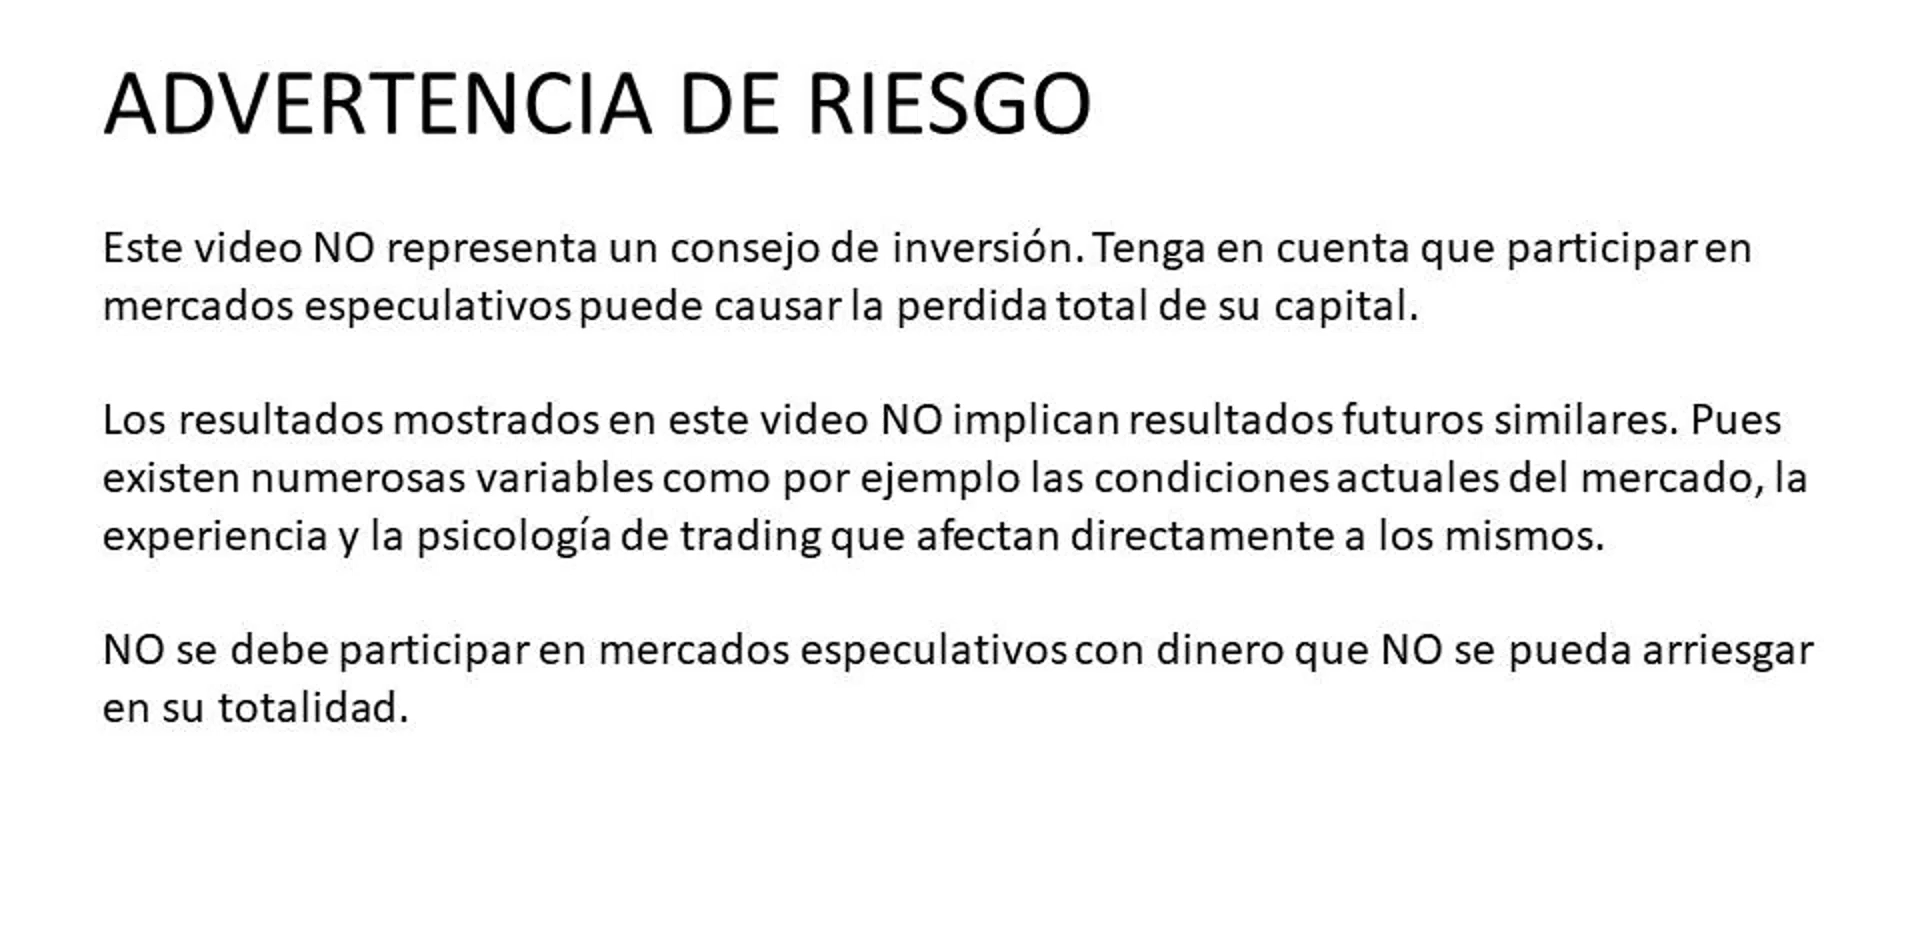 ADVERTENCIA DE RIESGO
Este video NO representa un consejo de inversión. Tenga en cuenta que participar en
mercados especulativos puede causar la perdida total de su capital.
Los resultados mostrados en este video NO implican resultados futuros similares. Pues
existen numerosas variables como por ejemplo las condiciones actuales del mercado, la
experiencia y la psicología de trading que afectan directamente a los mismos.
NO se debe participar en mercados especulativos con dinero que NO se pueda arriesgar
en su totalidad.